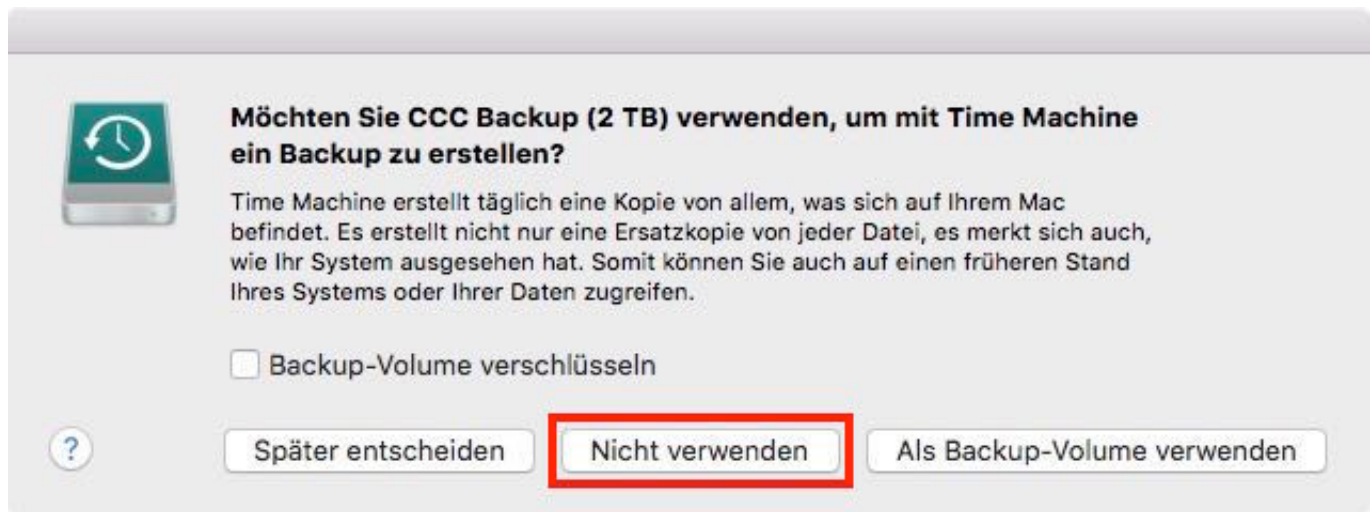 Möchten Sie CCC Backup (2 TB) verwenden, um mit Time Machine
ein Backup zu erstellen?
Time Machine erstellt täglich eine Kopie von allem, was sich auf Ihrem Mac
befindet. Es erstellt nicht nur eine Ersatzkopie von jeder Datei, es merkt sich auch,
wie Ihr System ausgesehen hat. Somit können Sie auch auf einen früheren Stand
Ihres Systems oder Ihrer Daten zugreifen.
Backup-Volume verschlüsseln
? Später entscheiden Nicht verwenden Als Backup-Volume verwenden